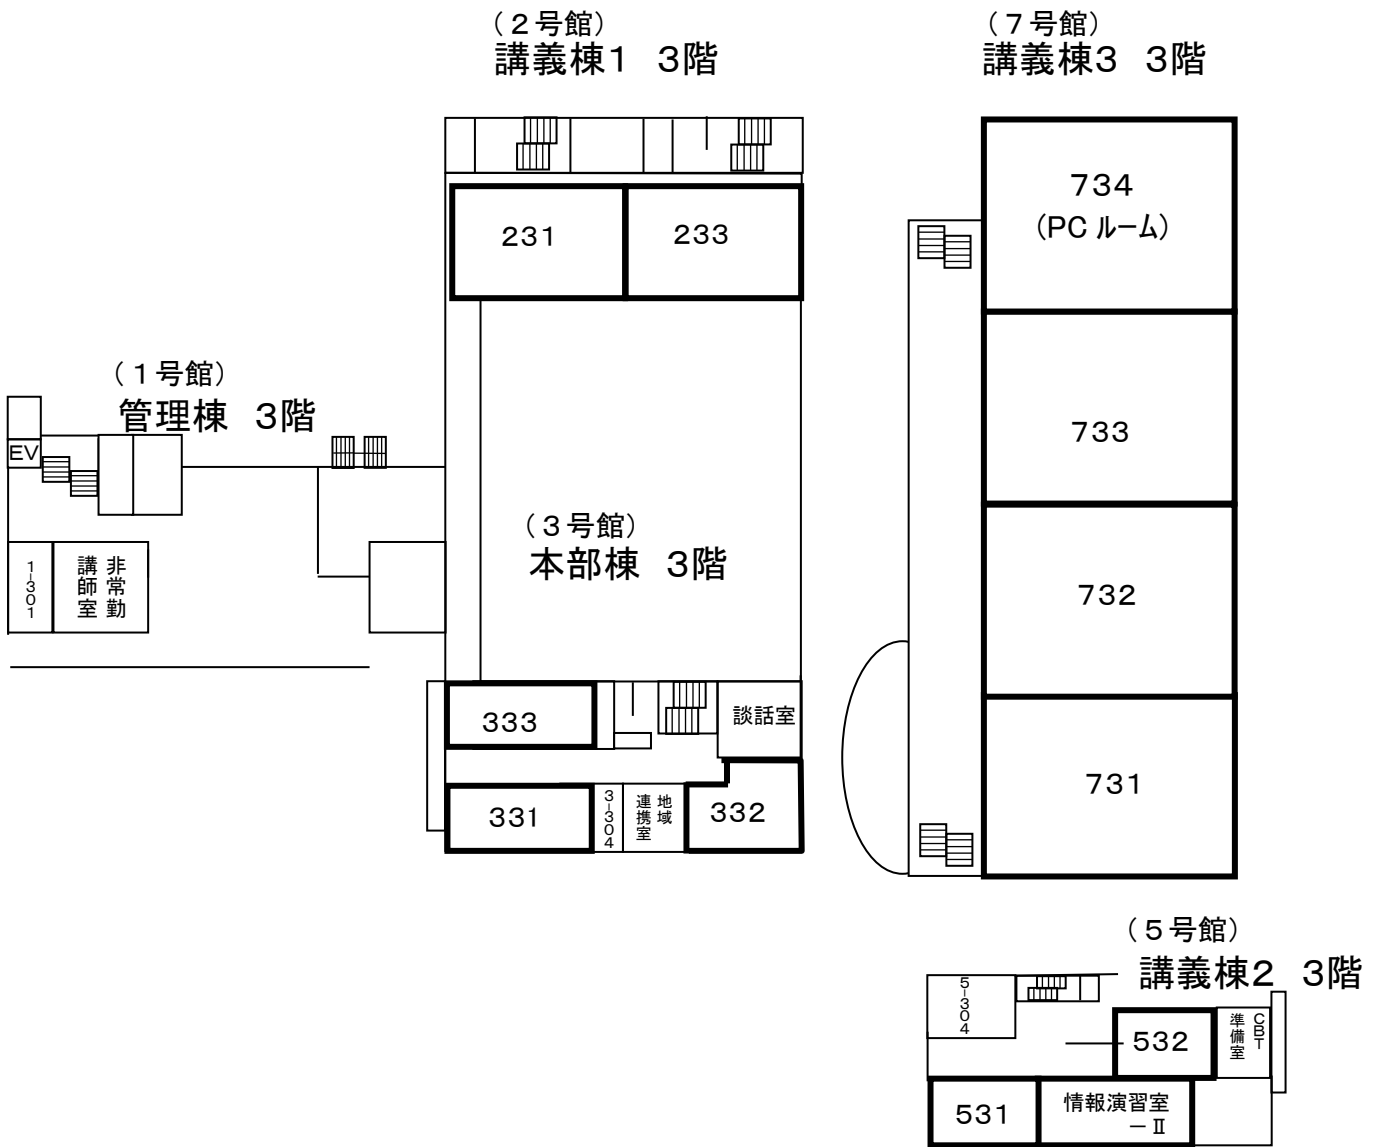 （２号館）
講義棟１　３階
（７号館）
講義棟３　３階
231
233
734
（PC ルーム）
（１号館）
管理棟　３階
EV
733
（３号館）
本部棟　３階
1-301
非常勤
講師室
732
333
談話室
331
3-304
地域
連携室
332
731
（５号館）
講義棟２　３階
5-304
532
CBT
準備室
531
情報演習室
－Ⅱ